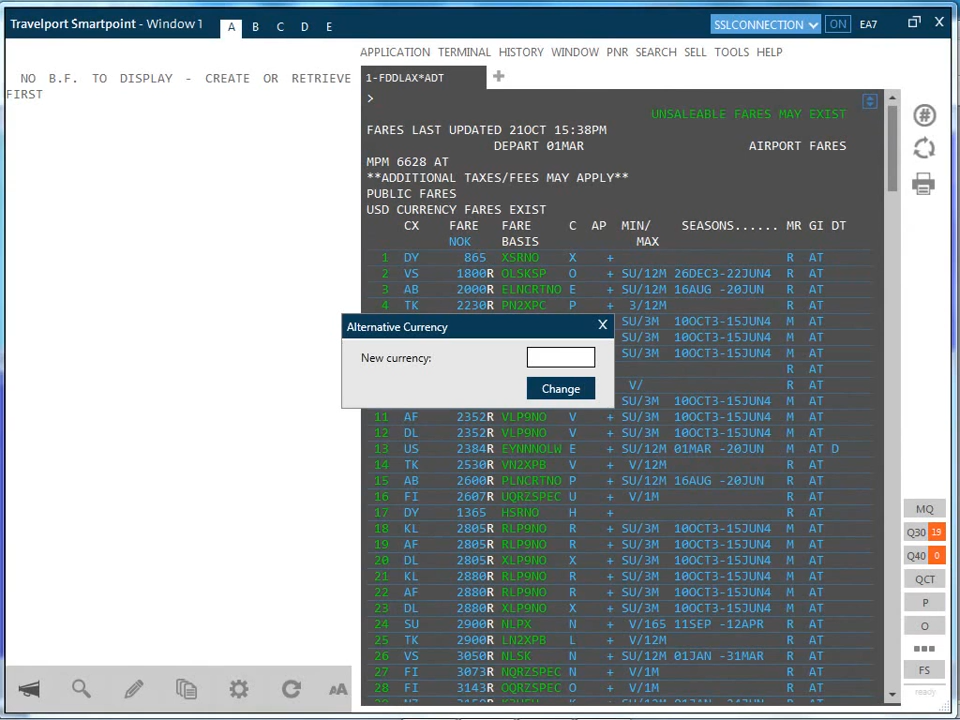 Travelport Smartpoint - Window 1
A B C D E
SSLCONNECTION ON EA7
X
APPLICATION TERMINAL HISTORY WINDOW PNR SEARCH SELL TOOLS HELP
NO B.F. TO DISPLAY - CREATE OR RETRIEVE
FIRST
1-FDDLAX*ADT
>
UNSALEABLE FARES MAY EXIST
FARES LAST UPDATED 21OCT 15:38PM
DEPART 01MAR AIRPORT FARES
MPM 6628 AT
**ADDITIONAL TAXES/FEES MAY APPLY**
PUBLIC FARES
USD CURRENCY FARES EXIST
CX FARE FARE C AP MIN/ SEASONS...... MR GI DT
NOK BASIS MAX
1 DY 865 XSRNO X + R AT
2 VS 1800R OLSKSP O + SU/12M 26DEC3-22JUN4 R AT
3 AB 2000R ELNCRTNO E + SU/12M 16AUG -20JUN R AT
4 TK 2230R PN2XPC P + 3/12M R AT
SU/3M 10OCT3-15JUN4 M AT
SU/3M 10OCT3-15JUN4 M AT
SU/3M 10OCT3-15JUN4 M AT
R AT
V/ R AT
SU/3M 10OCT3-15JUN4 M AT
Alternative Currency X
New currency:
Change
11 AF 2352R VLP9NO V + SU/3M 10OCT3-15JUN4 M AT
12 DL 2352R VLP9NO V + SU/3M 10OCT3-15JUN4 M AT
13 US 2384R EYNNNOLW E + SU/12M 01MAR -20JUN M AT D
14 TK 2530R VN2XPB V + V/12M R AT
15 AB 2600R PLNCRTNO P + SU/12M 16AUG -20JUN R AT
16 FI 2607R UQRZSPEC U + V/1M R AT
17 DY 1365 HSRNO H + R AT
18 KL 2805R RLP9NO R + SU/3M 10OCT3-15JUN4 M AT
19 AF 2805R RLP9NO R + SU/3M 10OCT3-15JUN4 M AT
20 DL 2805R XLP9NO X + SU/3M 10OCT3-15JUN4 M AT
21 KL 2880R RLP9NO R + SU/3M 10OCT3-15JUN4 M AT
22 AF 2880R RLP9NO R + SU/3M 10OCT3-15JUN4 M AT
23 DL 2880R XLP9NO X + SU/3M 10OCT3-15JUN4 M AT
24 SU 2900R NLPX N + V/165 11SEP -12APR R AT
25 TK 2900R LN2XPB L + V/12M R AT
26 VS 3050R NLSK N + SU/12M 01JAN -31MAR R AT
27 FI 3073R NQRZSPEC N + V/1M R AT
28 FI 3143R OQRZSPEC O + V/1M R AT
#
MQ
Q30 19
Q40 0
QCT
P
O
FS
ready
AA